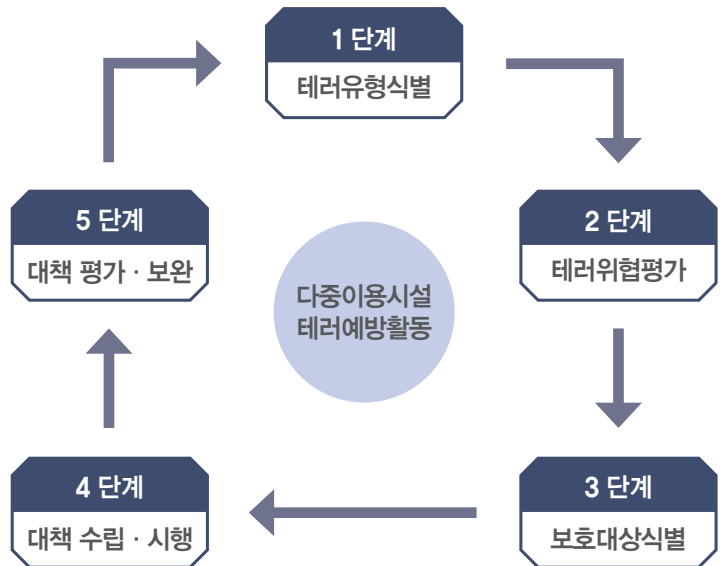 1 단계
테러유형식별
2 단계
테러위협평가
3 단계
보호대상식별
4 단계
대책 수립 · 시행
5 단계
대책 평가 · 보완
다중이용시설
테러예방활동